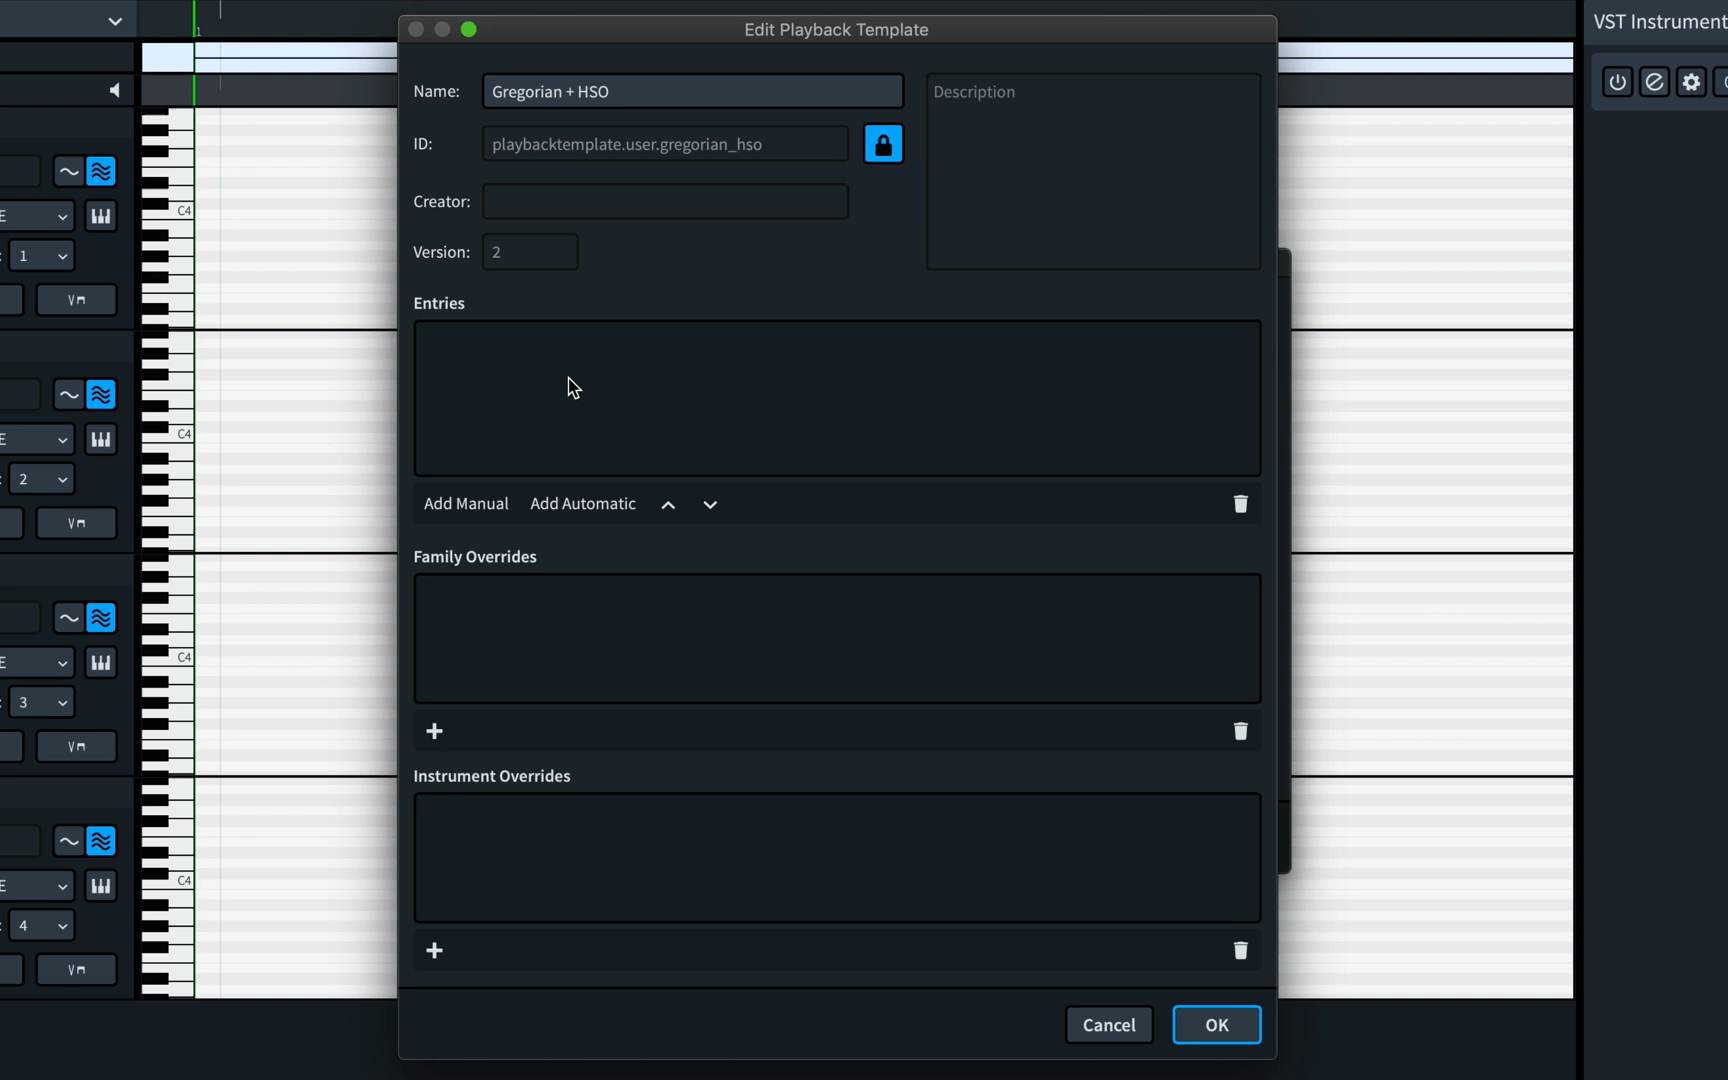 Edit Playback Template
VST Instrument
1
Name: Gregorian + HSO
Description
ID: playbacktemplate.user.gregorian_hso
Creator:
Version: 2
Entries
Add Manual Add Automatic
Family Overrides
Instrument Overrides
Cancel OK
C4
E
: 1
C4
E
: 2
C4
E
: 3
C4
E
: 4